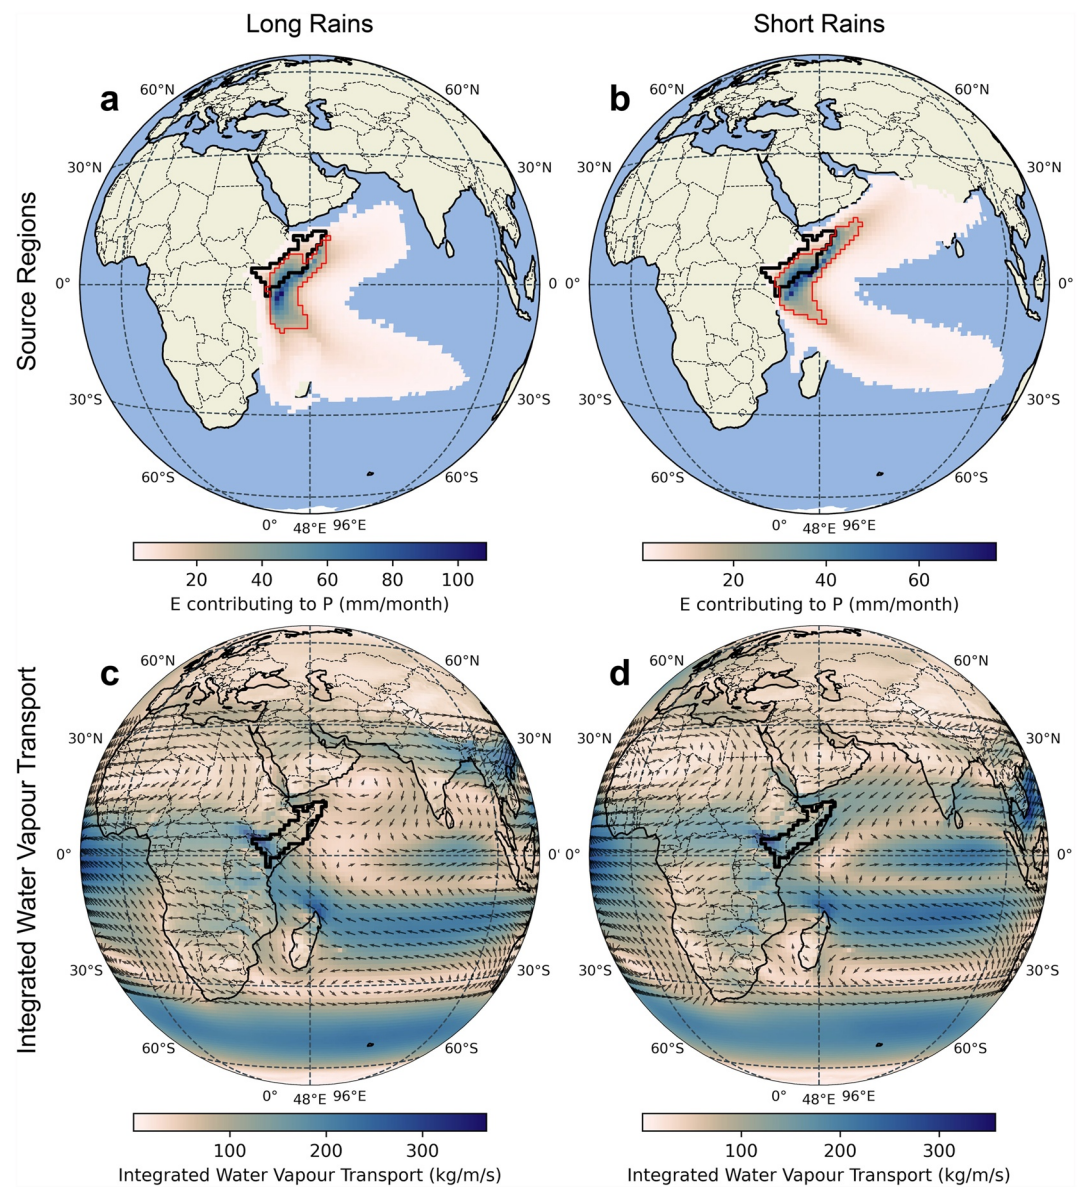 Long Rains
Short Rains
Source Regions
a
60°N
60°N
30°N
30°N
0°
0
30°S
30°S
60°S
60°S
0°
48°E
96°E
20
40
60
80
100
E contributing to P (mm/month)
b
60°N
60°N
30°N
30°N
0°
0°
30°S
30°S
60°S
60°S
0°
48°E
96°E
20
40
60
E contributing to P (mm/month)
Integrated Water Vapour Transport
c
60°N
60°N
30°N
30°N
0°
30°S
30°S
60°S
60°S
0°
48°E
96°E
100
200
300
Integrated Water Vapour Transport (kg/m/s)
d
60°N
60°N
30°N
30°N
0°
0°
30°S
30°S
60°S
60°S
0°
48°E
96°E
100
200
300
Integrated Water Vapour Transport (kg/m/s)